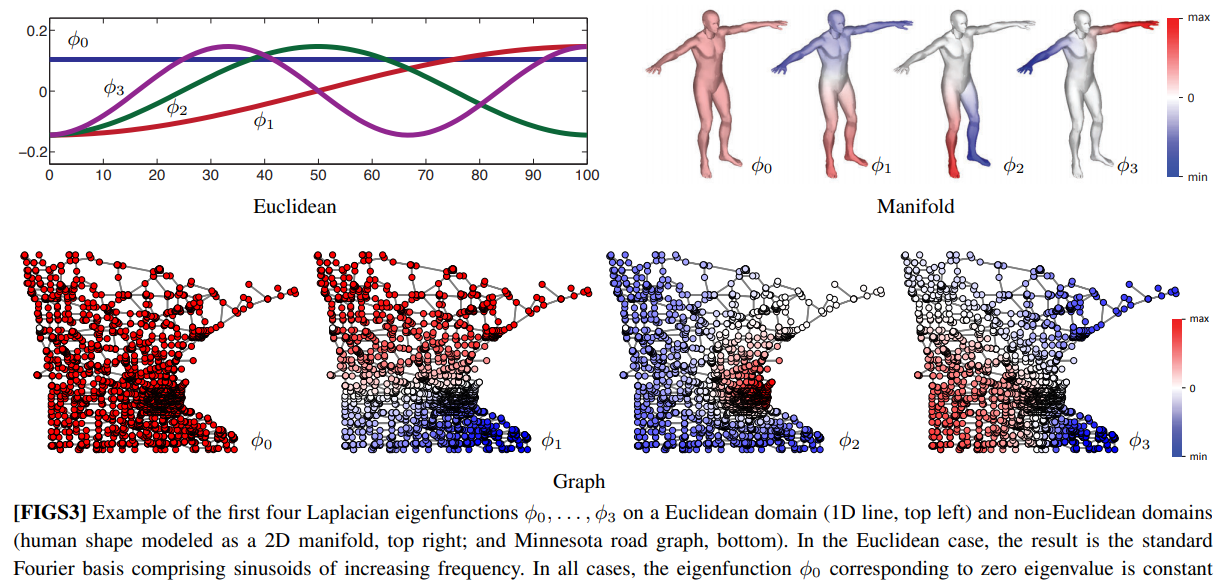 0.2
ϕ0
ϕ3
0
ϕ2
ϕ1
−0.2
0 10 20 30 40 50 60 70 80 90 100
Euclidean
ϕ0 ϕ1 ϕ2 ϕ3
max
0
min
Manifold
ϕ0 ϕ1 ϕ2 ϕ3
max
0
min
Graph
[FIGS3] Example of the first four Laplacian eigenfunctions ϕ0, . . . , ϕ3 on a Euclidean domain (1D line, top left) and non-Euclidean domains
(human shape modeled as a 2D manifold, top right; and Minnesota road graph, bottom). In the Euclidean case, the result is the standard
Fourier basis comprising sinusoids of increasing frequency. In all cases, the eigenfunction ϕ0 corresponding to zero eigenvalue is constant